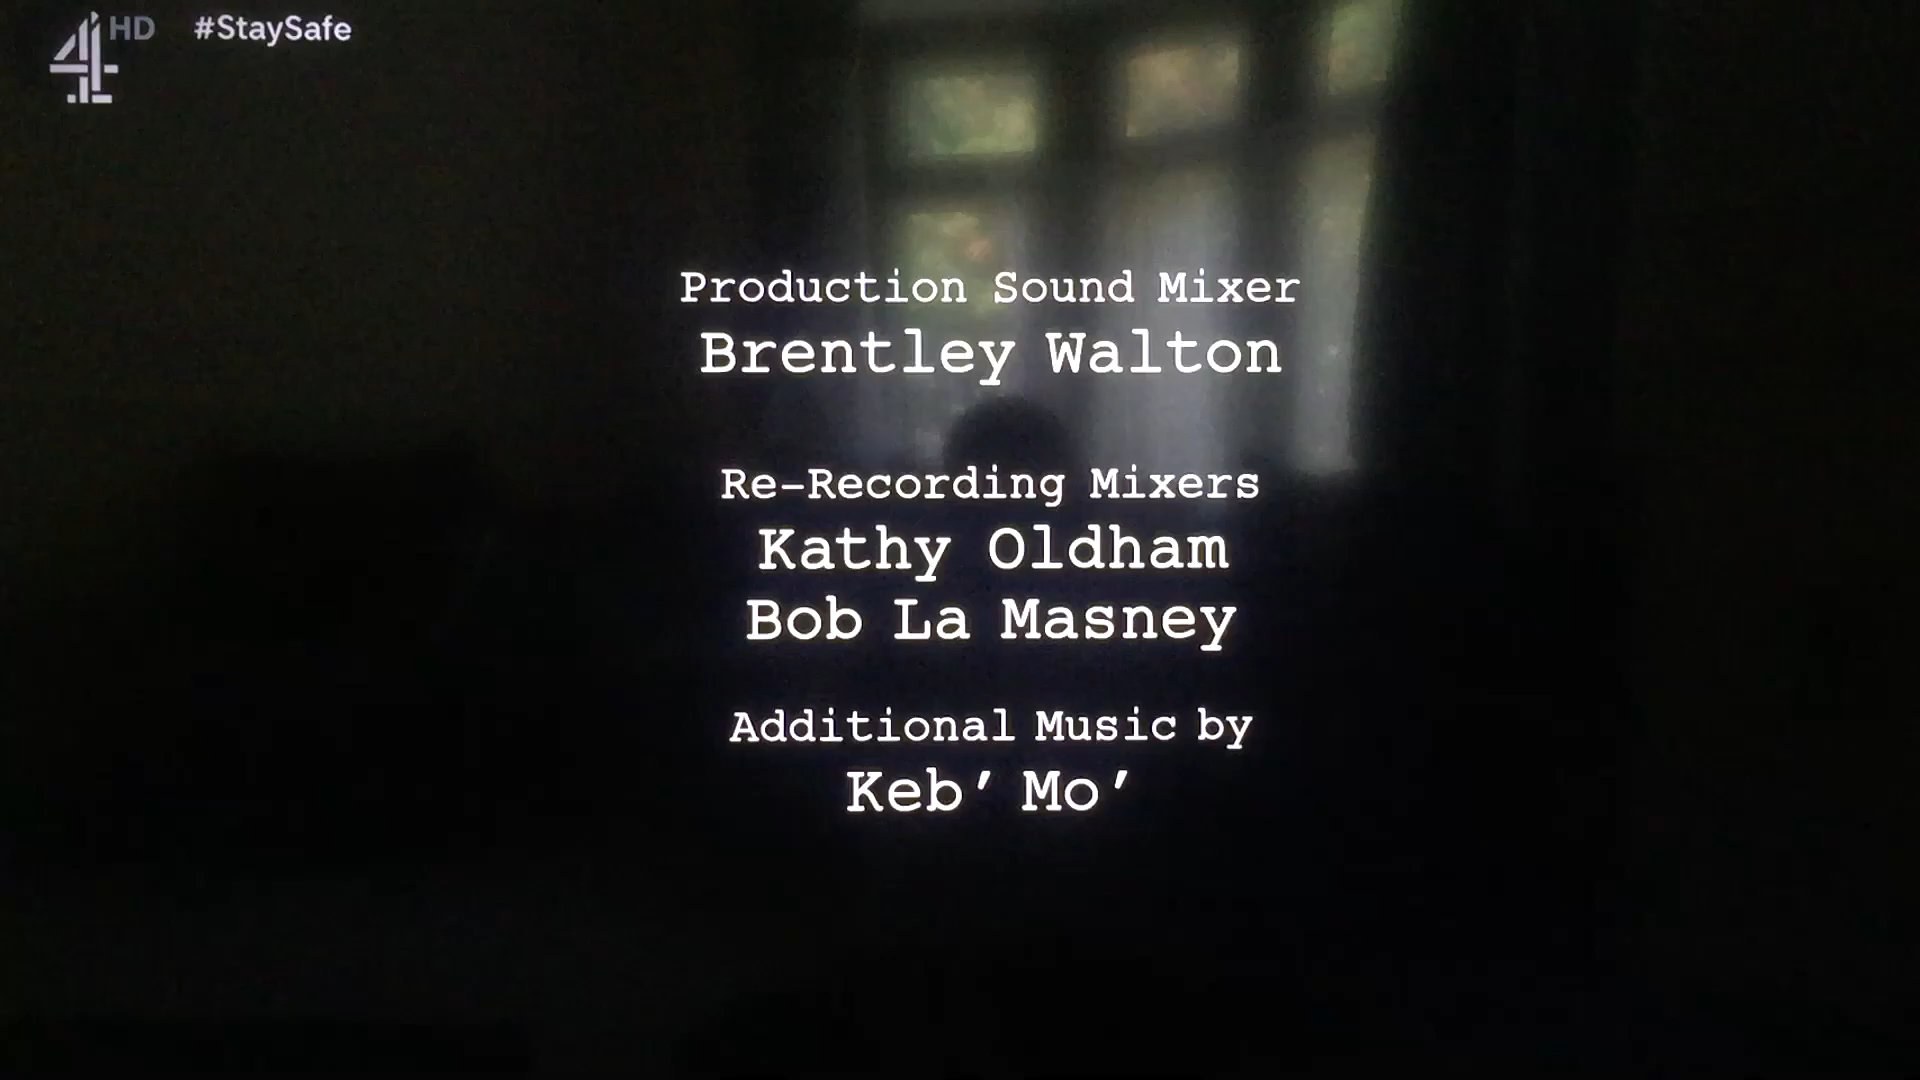 4 HD #StaySafe
Production Sound Mixer
Brentley Walton
Re-Recording Mixers
Kathy Oldham
Bob La Masney
Additional Music by
Keb' Mo'